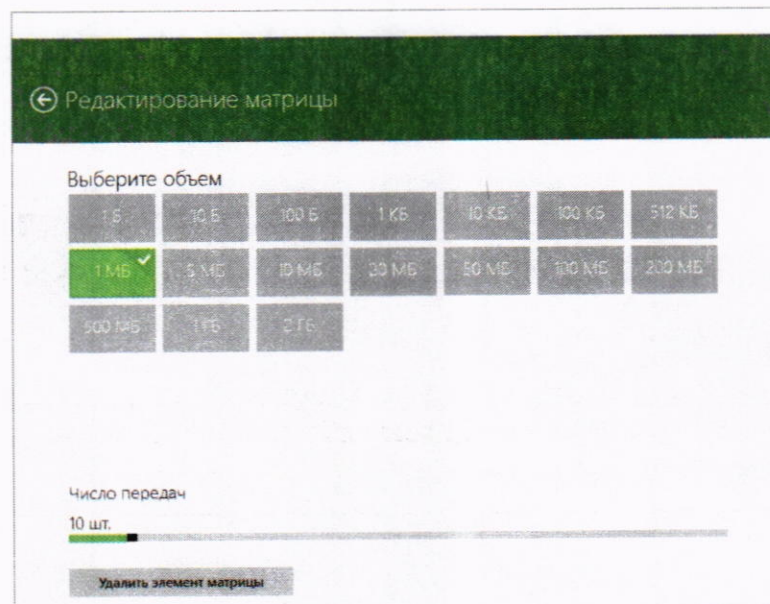 Редактирование матрицы
Выберите объем
1 Б 10 Б 100 Б 1 КБ 10 КБ 100 КБ 512 КБ
1 МБ 5 МБ 10 МБ 20 МБ 50 МБ 100 МБ 200 МБ
500 МБ 1 ГБ 2 ГБ
Число передач
10 шт.
Удалить элемент матрицы